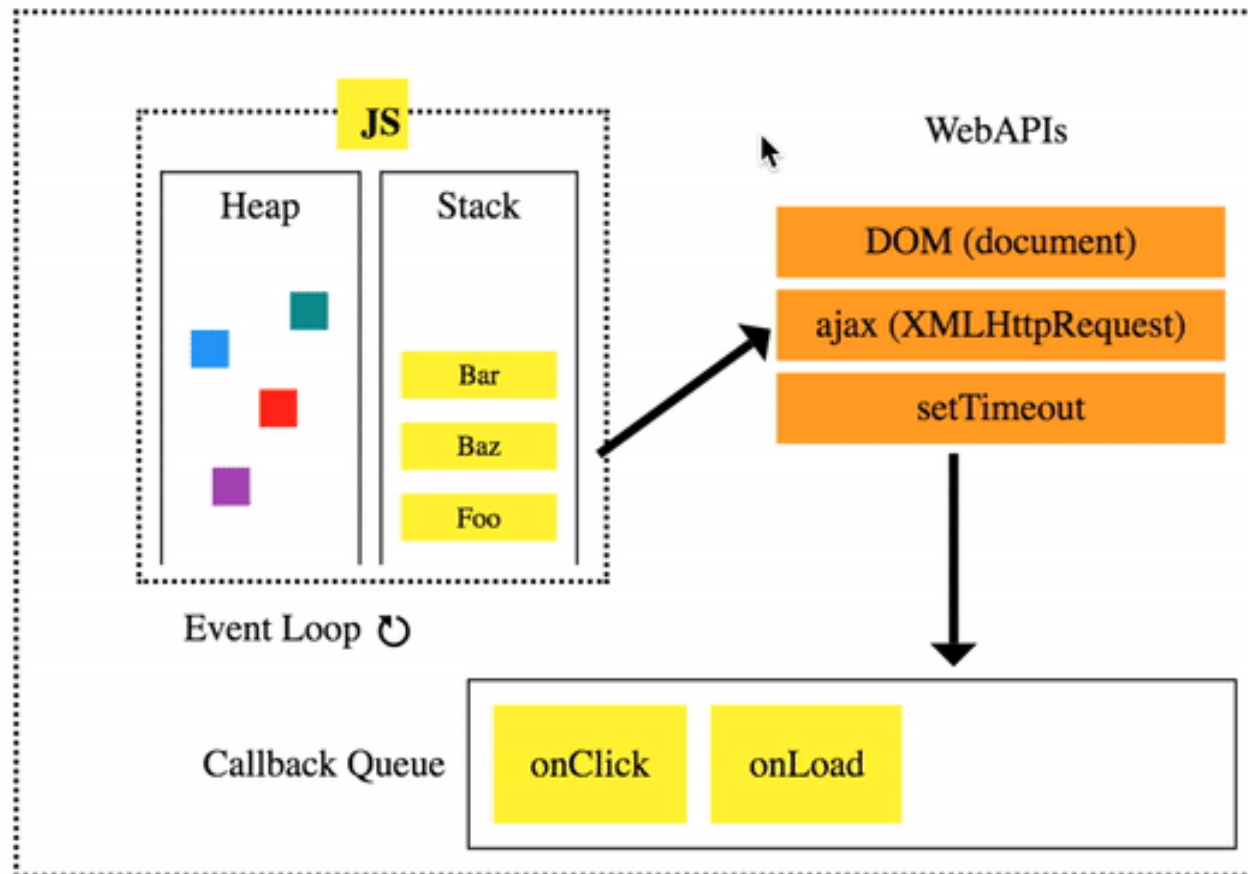 JS
Heap
Stack
Bar
Baz
Foo
WebAPIs
DOM (document)
ajax (XMLHttpRequest)
setTimeout
Event Loop ↻
Callback Queue
onClick
onLoad